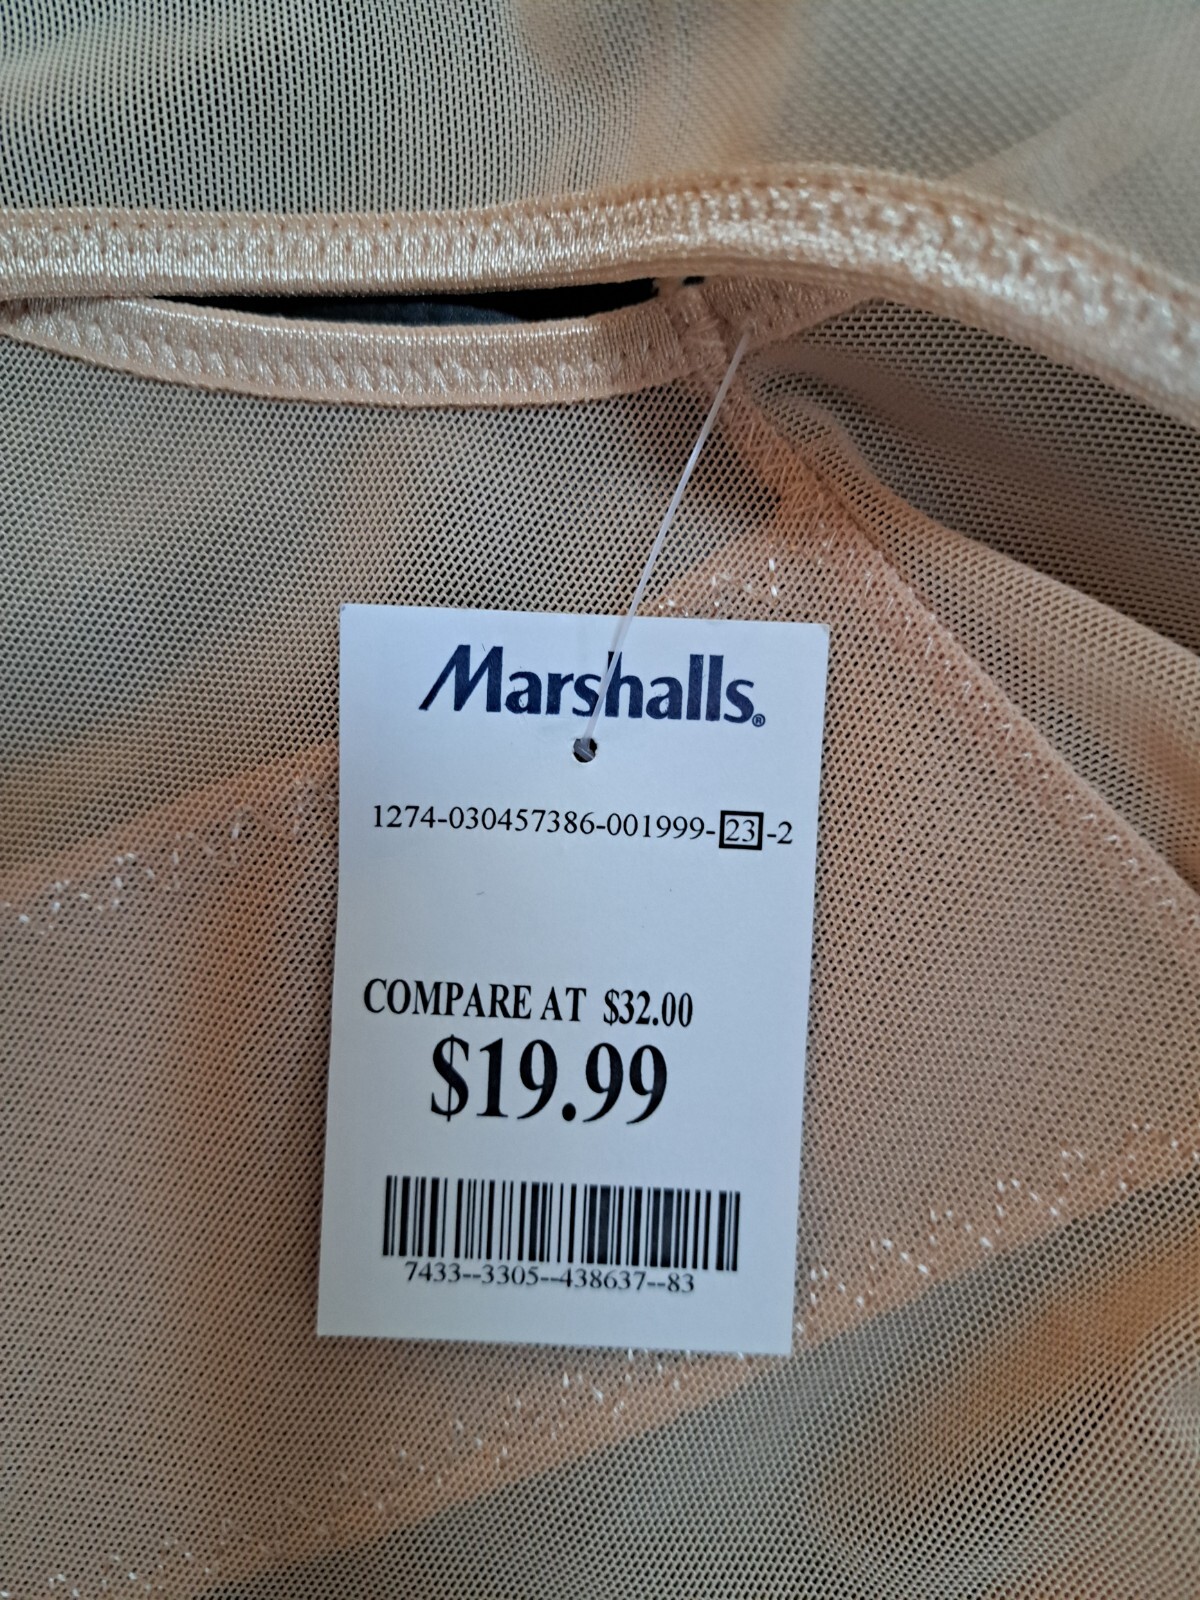 Marshalls®
1274-030457386-001999-23-2
COMPARE AT $32.00
$19.99
7433--3305--438637--83